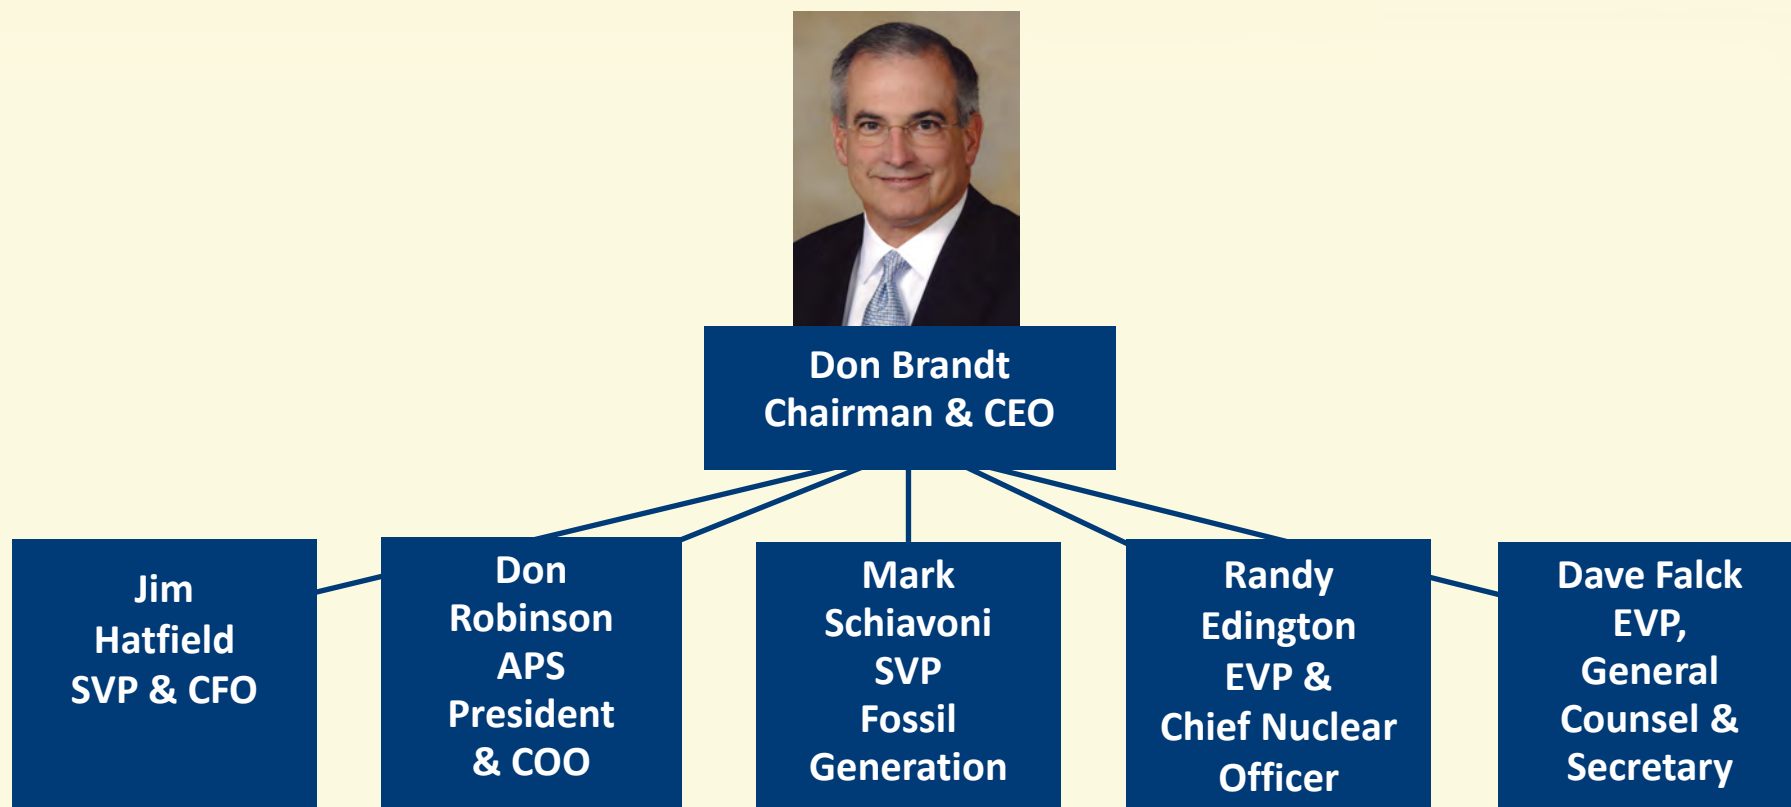 Don Brandt
Chairman & CEO
Jim
Hatfield
SVP & CFO
Don
Robinson
APS
President
& COO
Mark
Schiavoni
SVP
Fossil
Generation
Randy
Edington
EVP &
Chief Nuclear
Officer
Dave Falck
EVP,
General
Counsel &
Secretary